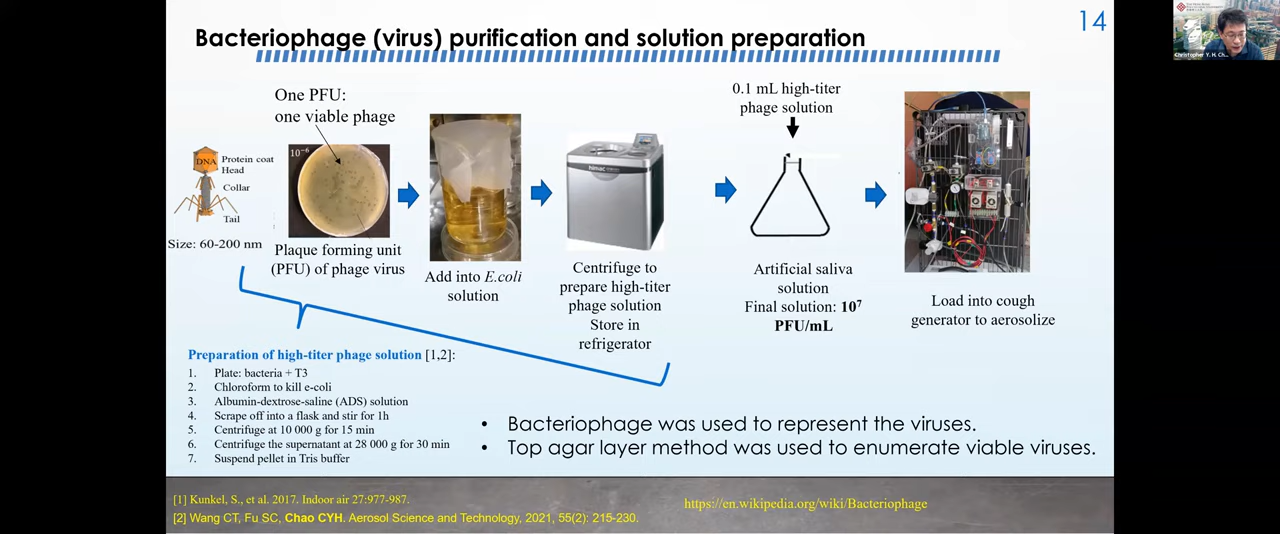 14
Bacteriophage (virus) purification and solution preparation
One PFU:
one viable phage
DNA
Protein coat
Head
Collar
Tail
Size: 60-200 nm
10⁻⁶
Plaque forming unit
(PFU) of phage virus
Add into E.coli
solution
himac
Centrifuge to
prepare high-titer
phage solution
Store in
refrigerator
0.1 mL high-titer
phage solution
Artificial saliva
solution
Final solution: 10⁷
PFU/mL
Load into cough
generator to aerosolize
Preparation of high-titer phage solution [1,2]:
1. Plate: bacteria + T3
2. Chloroform to kill e-coli
3. Albumin-dextrose-saline (ADS) solution
4. Scrape off into a flask and stir for 1h
5. Centrifuge at 10 000 g for 15 min
6. Centrifuge the supernatant at 28 000 g for 30 min
7. Suspend pellet in Tris buffer
• Bacteriophage was used to represent the viruses.
• Top agar layer method was used to enumerate viable viruses.
[1] Kunkel, S., et al. 2017. Indoor air 27:977-987.
[2] Wang CT, Fu SC, Chao CYH. Aerosol Science and Technology, 2021, 55(2): 215-230.
https://en.wikipedia.org/wiki/Bacteriophage
Christopher Y. H. Ch...